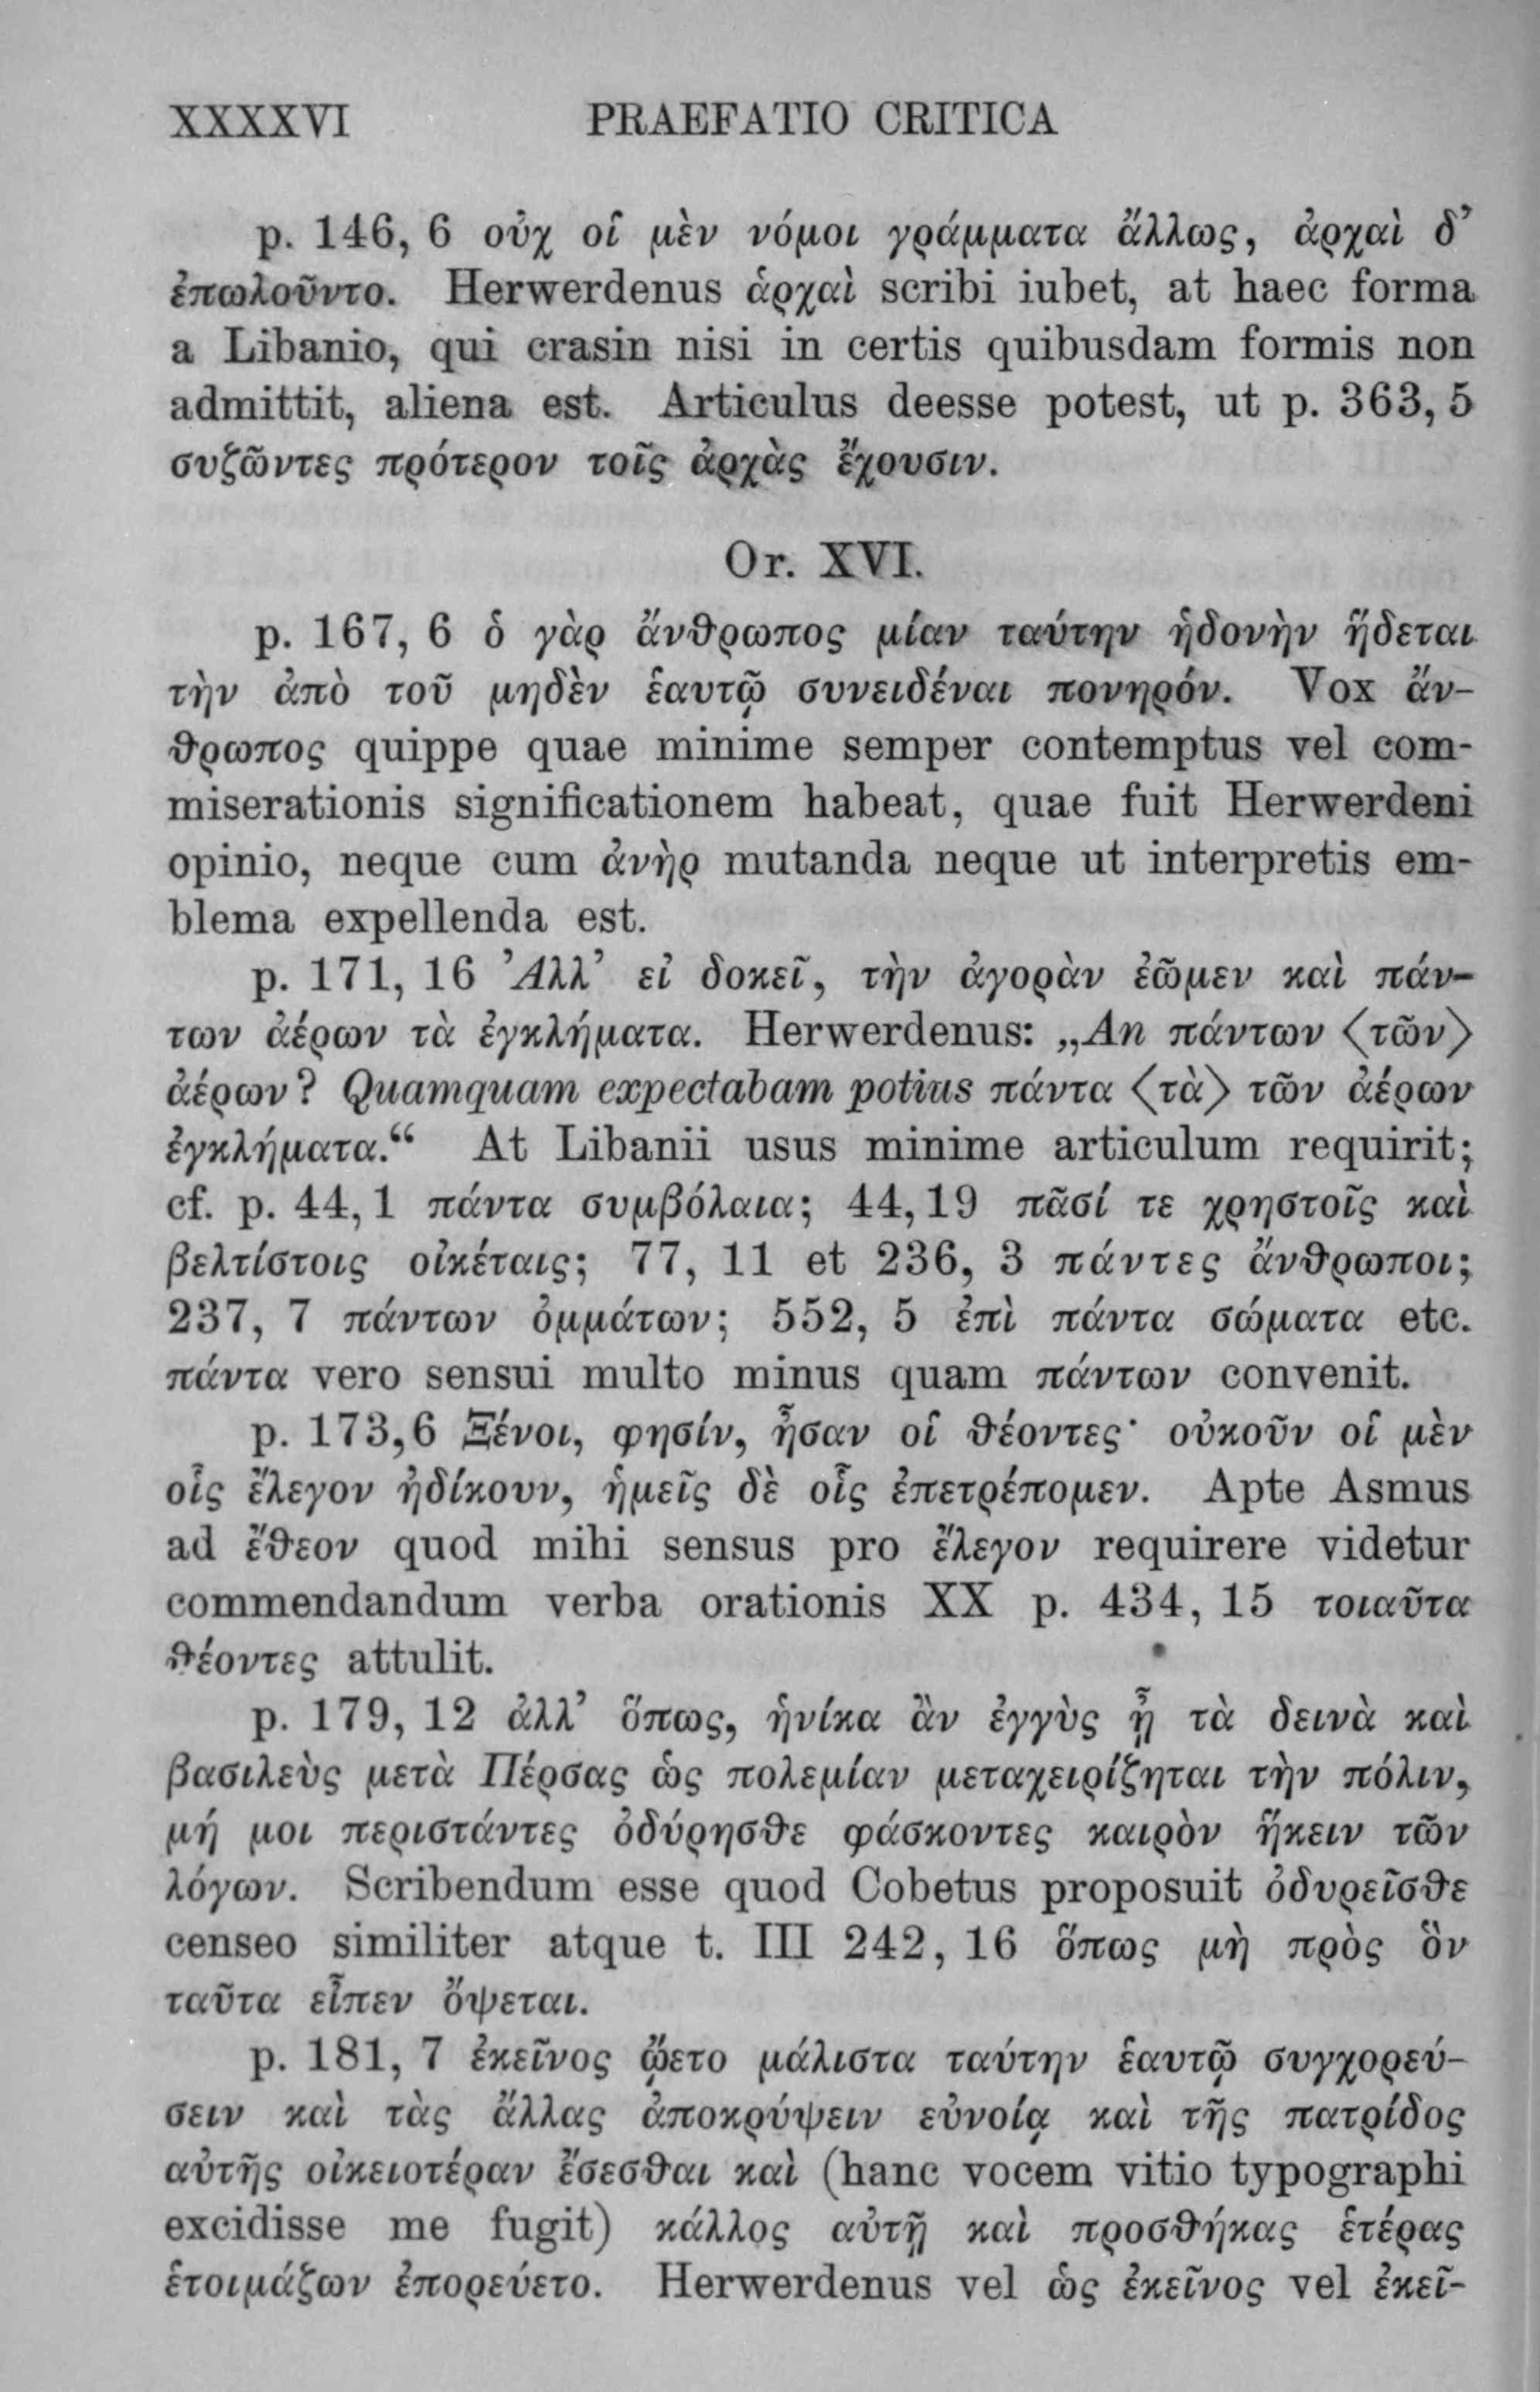 XXXXVI PRAEFATIO CRITICA
p. 146, 6 οὐχ οἱ μὲν νόμοι γράμματα ἄλλως, ἀρχαὶ δ’
ἐπωλοῦντο. Herwerdenus ἁρχαὶ scribi iubet, at haec forma
a Libanio, qui crasin nisi in certis quibusdam formis non
admittit, aliena est. Articulus deesse potest, ut p. 363, 5
συζῶντες πρότερον τοῖς ἀρχὰς ἔχουσιν.
Or. XVI.
p. 167, 6 ὁ γὰρ ἄνθρωπος μίαν ταύτην ἡδονὴν ἥδεται
τὴν ἀπὸ τοῦ μηδὲν ἑαυτῷ συνειδέναι πονηρόν. Vox ἄν-
θρωπος quippe quae minime semper contemptus vel com-
miserationis significationem habeat, quae fuit Herwerdeni
opinio, neque cum ἀνὴρ mutanda neque ut interpretis em-
blema expellenda est.
p. 171, 16 Ἀλλ’ εἰ δοκεῖ, τὴν ἀγορὰν ἐῶμεν καὶ πάν-
των ἀέρων τὰ ἐγκλήματα. Herwerdenus: „An πάντων ⟨τῶν⟩
ἀέρων? Quamquam expectabam potius πάντα ⟨τὰ⟩ τῶν ἀέρων
ἐγκλήματα.“ At Libanii usus minime articulum requirit;
cf. p. 44, 1 πάντα συμβόλαια; 44, 19 πᾶσί τε χρηστοῖς καὶ
βελτίστοις οἰκέταις; 77, 11 et 236, 3 πάντες ἄνθρωποι;
237, 7 πάντων ὀμμάτων; 552, 5 ἐπὶ πάντα σώματα etc.
πάντα vero sensui multo minus quam πάντων convenit.
p. 173,6 Ξένοι, φησίν, ἦσαν οἱ θέοντες· οὐκοῦν οἱ μὲν
οἷς ἔλεγον ἠδίκουν, ἡμεῖς δὲ οἷς ἐπετρέπομεν. Apte Asmus
ad ἔθεον quod mihi sensus pro ἔλεγον requirere videtur
commendandum verba orationis XX p. 434, 15 τοιαῦτα
θέοντες attulit.
p. 179, 12 ἀλλ’ ὅπως, ἡνίκα ἂν ἐγγὺς ᾖ τὰ δεινὰ καὶ
βασιλεὺς μετὰ Πέρσας ὡς πολεμίαν μεταχειρίζηται τὴν πόλιν,
μή μοι περιστάντες ὀδύρησθε φάσκοντες καιρὸν ἥκειν τῶν
λόγων. Scribendum esse quod Cobetus proposuit ὀδυρεῖσθε
censeo similiter atque t. III 242, 16 ὅπως μὴ πρὸς ὃν
ταῦτα εἶπεν ὄψεται.
p. 181, 7 ἐκεῖνος ᾤετο μάλιστα ταύτην ἑαυτῷ συγχορεύ-
σειν καὶ τὰς ἄλλας ἀποκρύψειν εὐνοίᾳ καὶ τῆς πατρίδος
αὐτῆς οἰκειοτέραν ἔσεσθαι καὶ (hanc vocem vitio typographi
excidisse me fugit) κάλλος αὐτῇ καὶ προσθήκας ἑτέρας
ἑτοιμάζων ἐπορεύετο. Herwerdenus vel ὡς ἐκεῖνος vel ἐκεῖ-